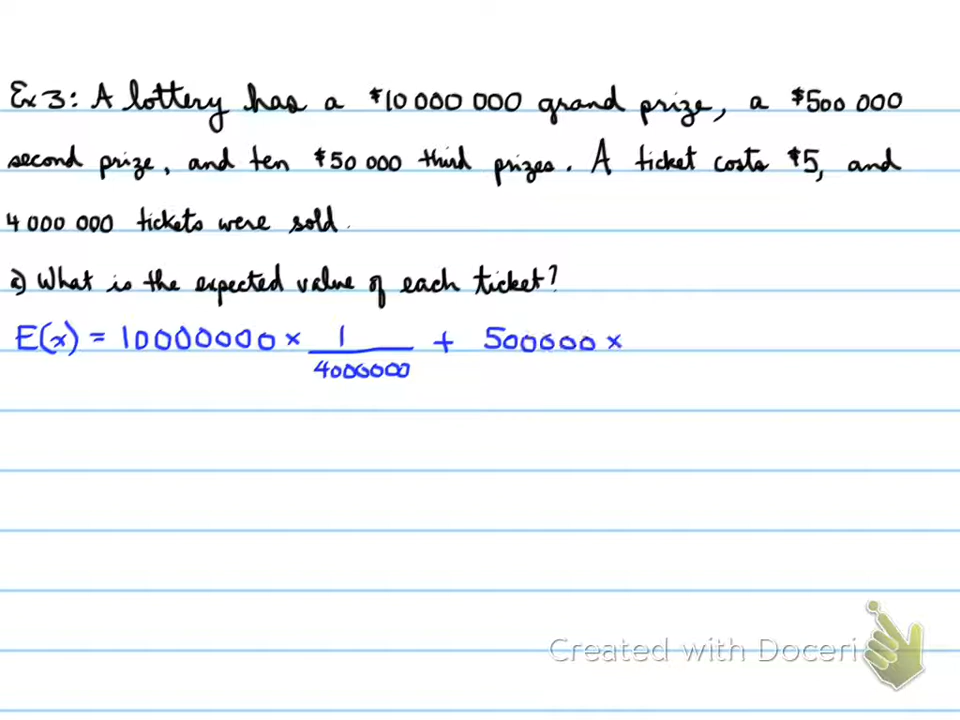 Ex 3: A lottery has a $10 000 000 grand prize, a $500 000
second prize, and ten $50 000 third prizes. A ticket costs $5, and
4 000 000 tickets were sold.
a) What is the expected value of each ticket?
E(x) = 10000000 × 1/4000000 + 500000 ×
Created with Doceri